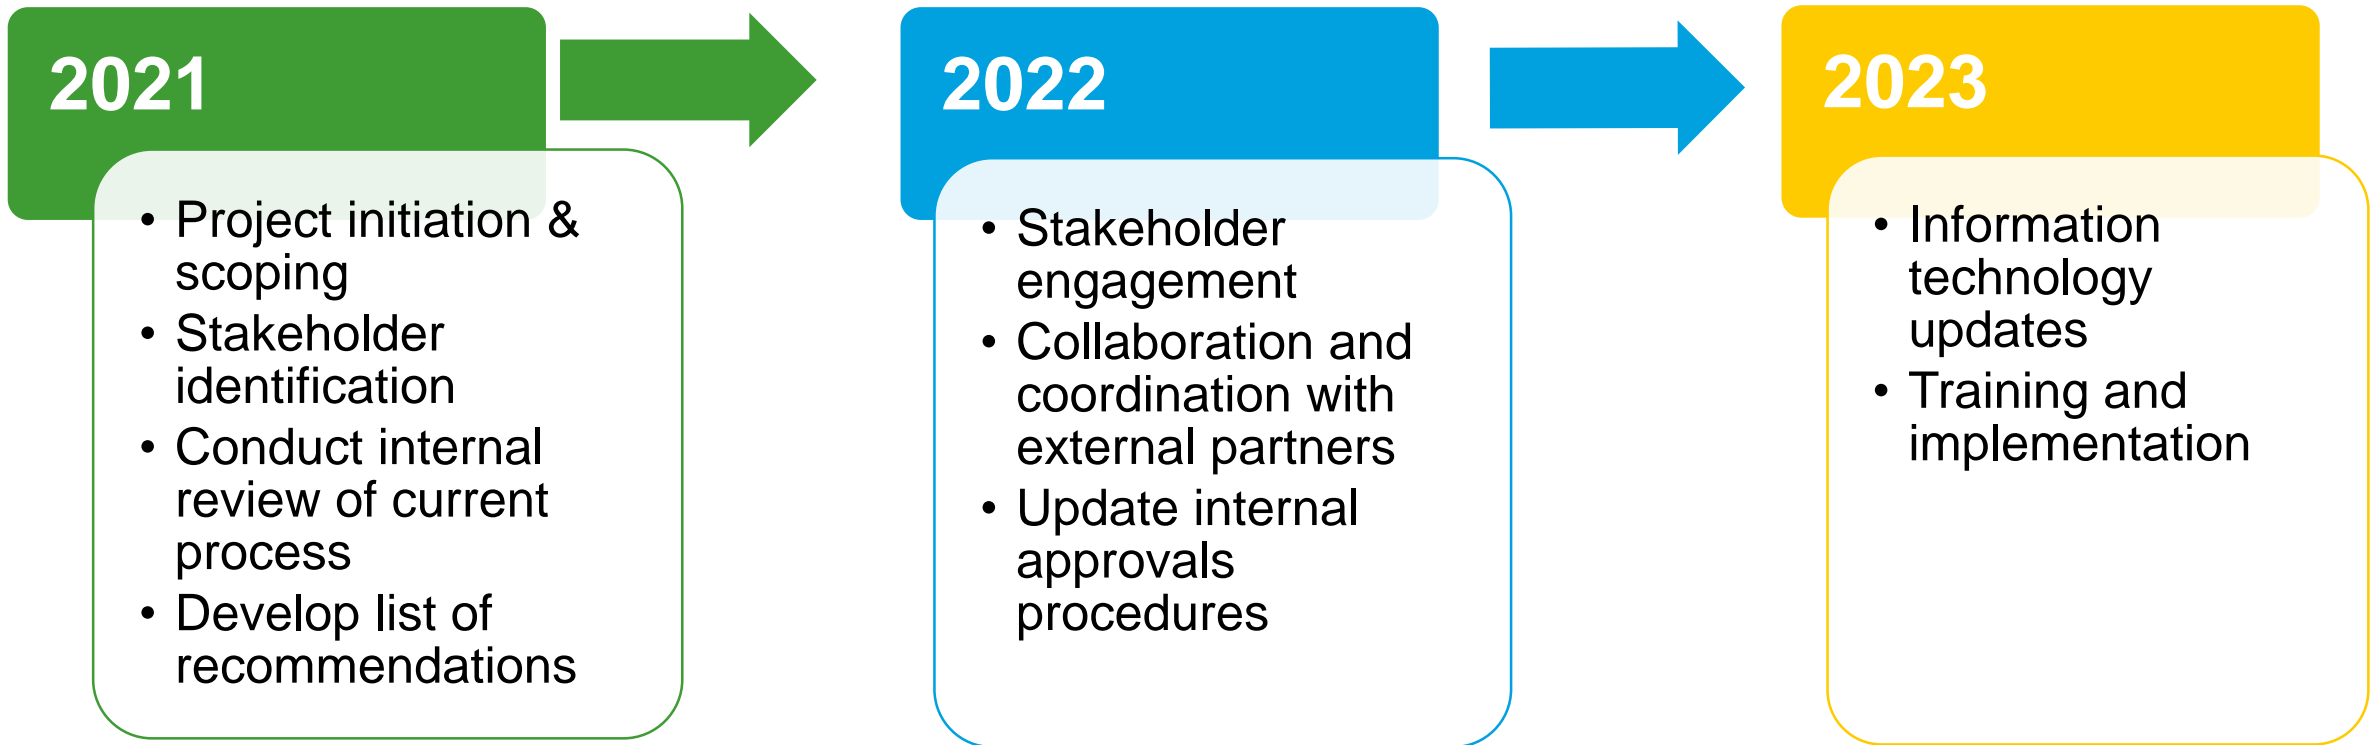 2021
• Project initiation &
scoping
• Stakeholder
identification
• Conduct internal
review of current
process
• Develop list of
recommendations
2022
• Stakeholder
engagement
• Collaboration and
coordination with
external partners
• Update internal
approvals
procedures
2023
• Information
technology
updates
• Training and
implementation